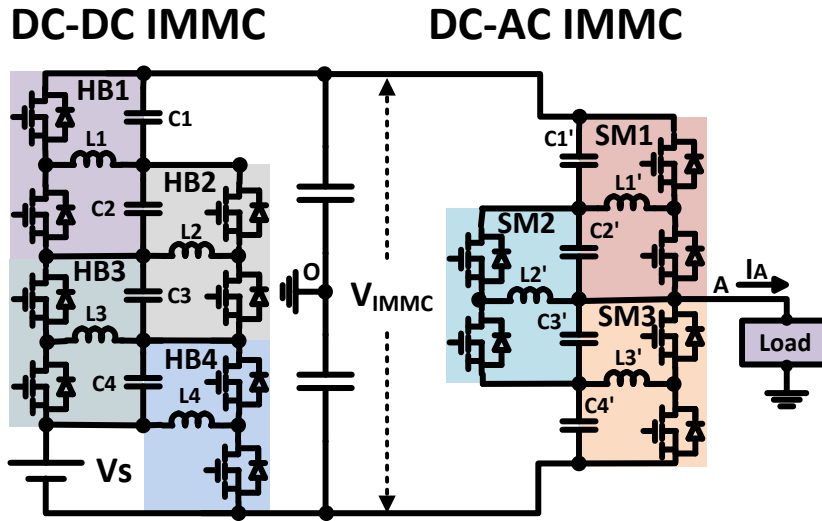 DC-DC IMMC
DC-AC IMMC
HB1
C1
L1
HB2
C2
L2
HB3
C3
L3
HB4
C4
L4
Vs
O
VIMMC
SM1
C1'
L1'
SM2
C2'
L2'
A
IA
C3'
SM3
Load
L3'
C4'